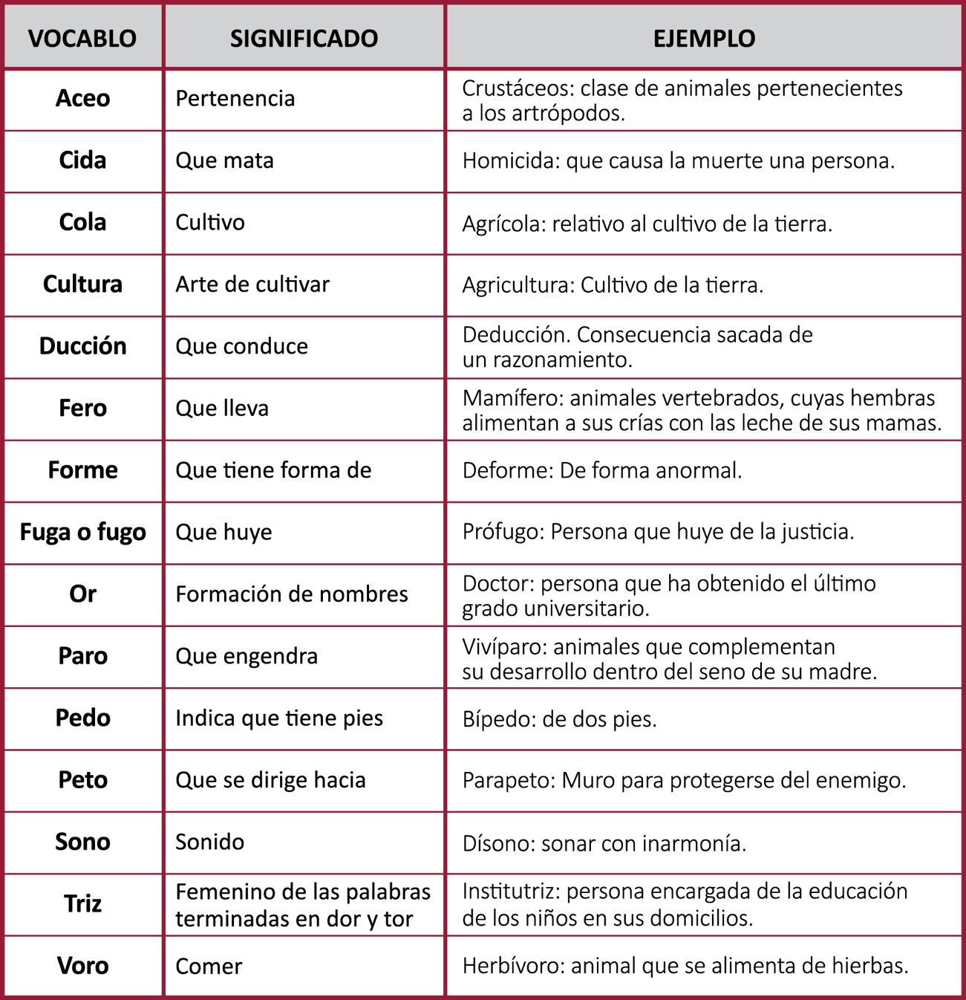 VOCABLO SIGNIFICADO EJEMPLO
Aceo Pertenencia Crustáceos: clase de animales pertenecientes
a los artrópodos.
Cida Que mata Homicida: que causa la muerte una persona.
Cola Cultivo Agrícola: relativo al cultivo de la tierra.
Cultura Arte de cultivar Agricultura: Cultivo de la tierra.
Ducción Que conduce Deducción. Consecuencia sacada de
un razonamiento.
Fero Que lleva Mamífero: animales vertebrados, cuyas hembras
alimentan a sus crías con las leche de sus mamas.
Forme Que tiene forma de Deforme: De forma anormal.
Fuga o fugo Que huye Prófugo: Persona que huye de la justicia.
Or Formación de nombres Doctor: persona que ha obtenido el último
grado universitario.
Paro Que engendra Vivíparo: animales que complementan
su desarrollo dentro del seno de su madre.
Pedo Indica que tiene pies Bípedo: de dos pies.
Peto Que se dirige hacia Parapeto: Muro para protegerse del enemigo.
Sono Sonido Dísono: sonar con inarmonía.
Triz Femenino de las palabras
terminadas en dor y tor Institutriz: persona encargada de la educación
de los niños en sus domicilios.
Voro Comer Herbívoro: animal que se alimenta de hierbas.